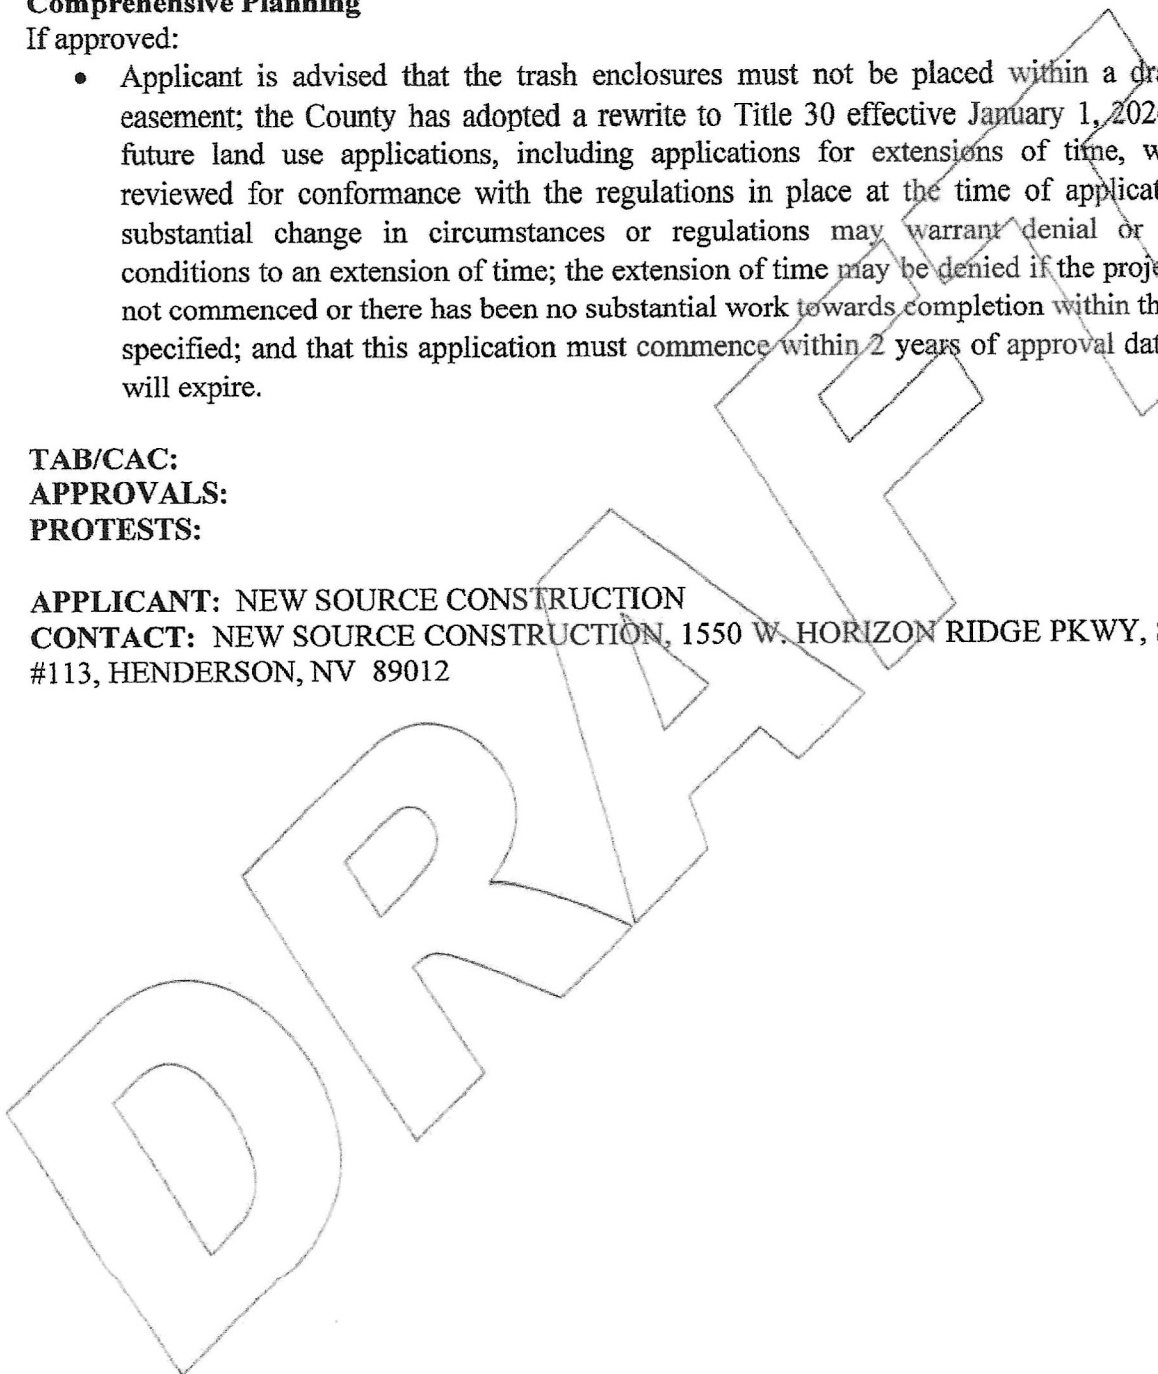 Comprehensive Planning
If approved:
• Applicant is advised that the trash enclosures must not be placed within a
easement; the County has adopted a rewrite to Title 30 effective January 1,
future land use applications, including applications for extensions of time,
reviewed for conformance with the regulations in place at the time of
substantial change in circumstances or regulations may warrant denial or
conditions to an extension of time; the extension of time may be denied if the
not commenced or there has been no substantial work towards completion within
specified; and that this application must commence within 2 years of approval
will expire.
TAB/CAC:
APPROVALS:
PROTESTS:
APPLICANT: NEW SOURCE CONSTRUCTION
CONTACT: NEW SOURCE CONSTRUCTION, 1550 W. HORIZON RIDGE PKWY,
#113, HENDERSON, NV 89012
DRAFT